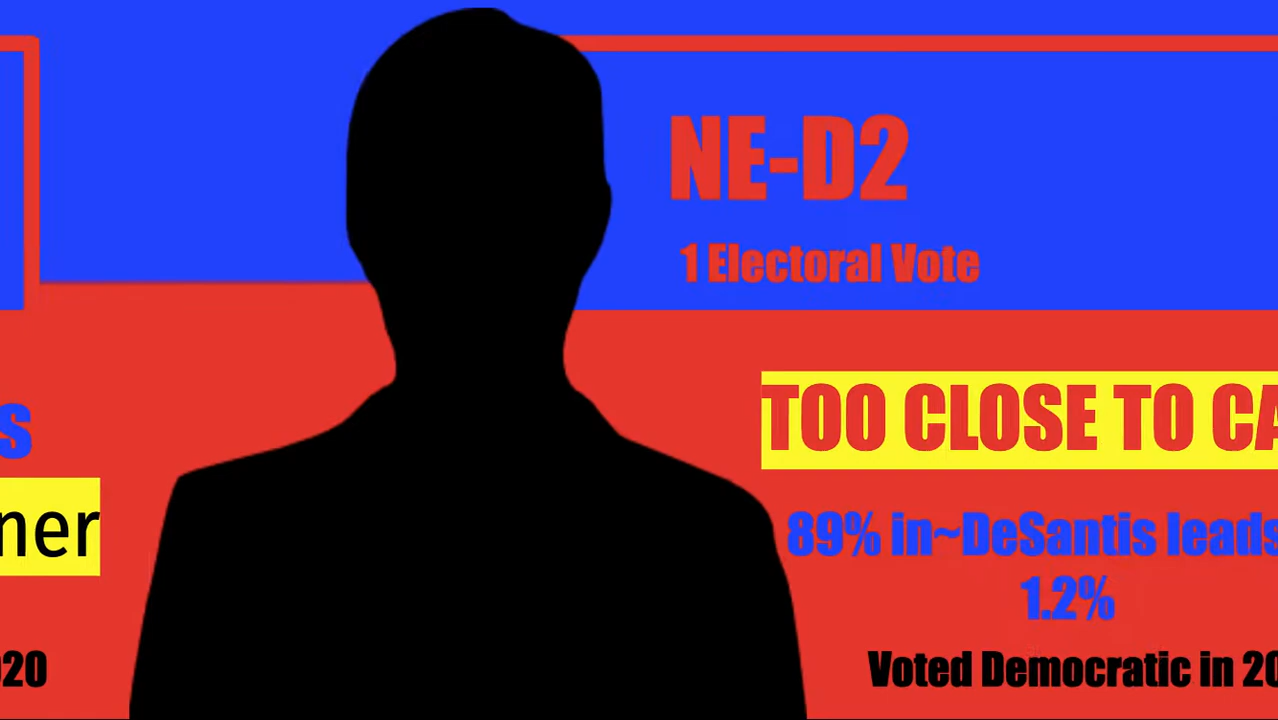 NE-D2
1 Electoral Vote
s
TOO CLOSE TO CA
ner
89% in~DeSantis leads
1.2%
020
Voted Democratic in 20